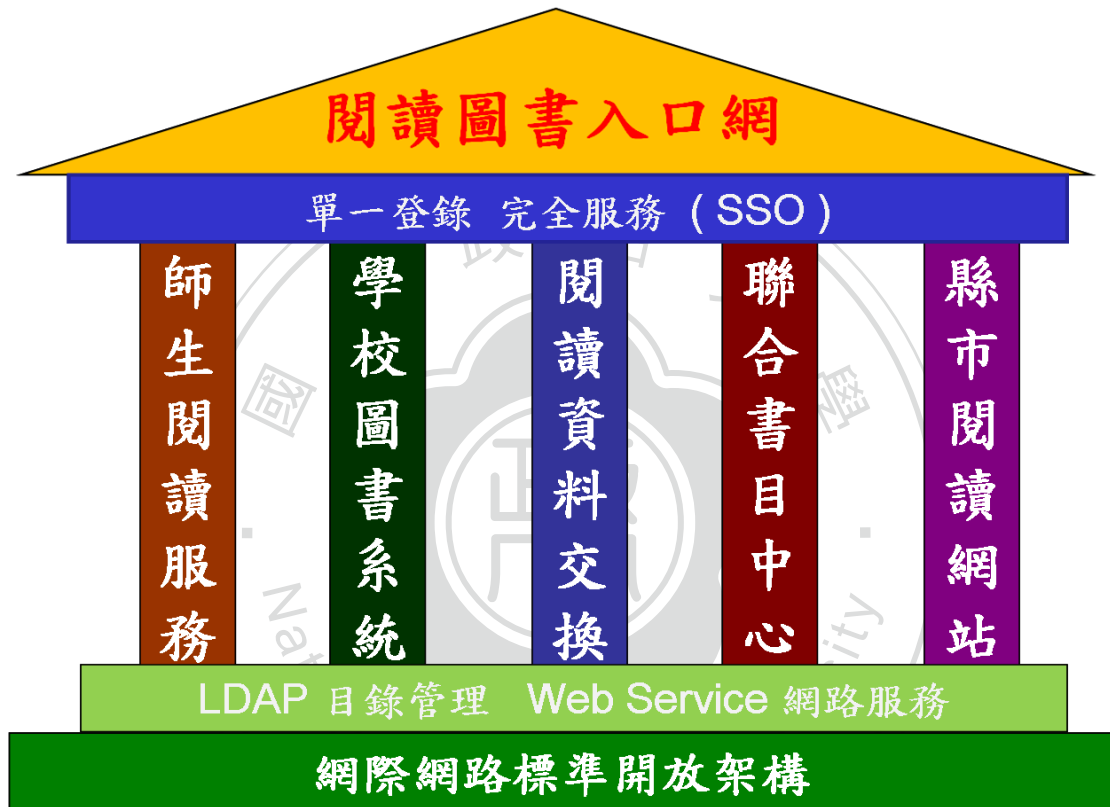 閱讀圖書入口網
單一登錄 完全服務 ( SSO )
師生閱讀服務
學校圖書系統
閱讀資料交換
聯合書目中心
縣市閱讀網站
LDAP 目錄管理 Web Service 網路服務
網際網路標準開放架構